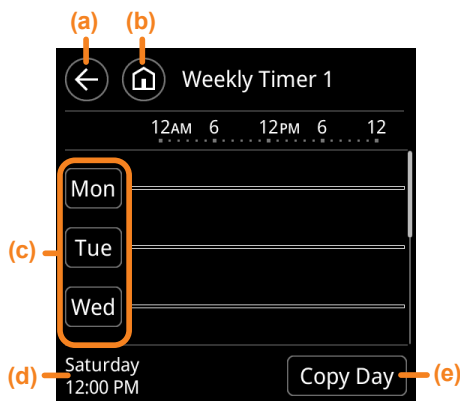 (a) (b)
Weekly Timer 1
12AM 6 12PM 6 12
Mon
(c) Tue
Wed
(d) Saturday
12:00 PM
Copy Day (e)